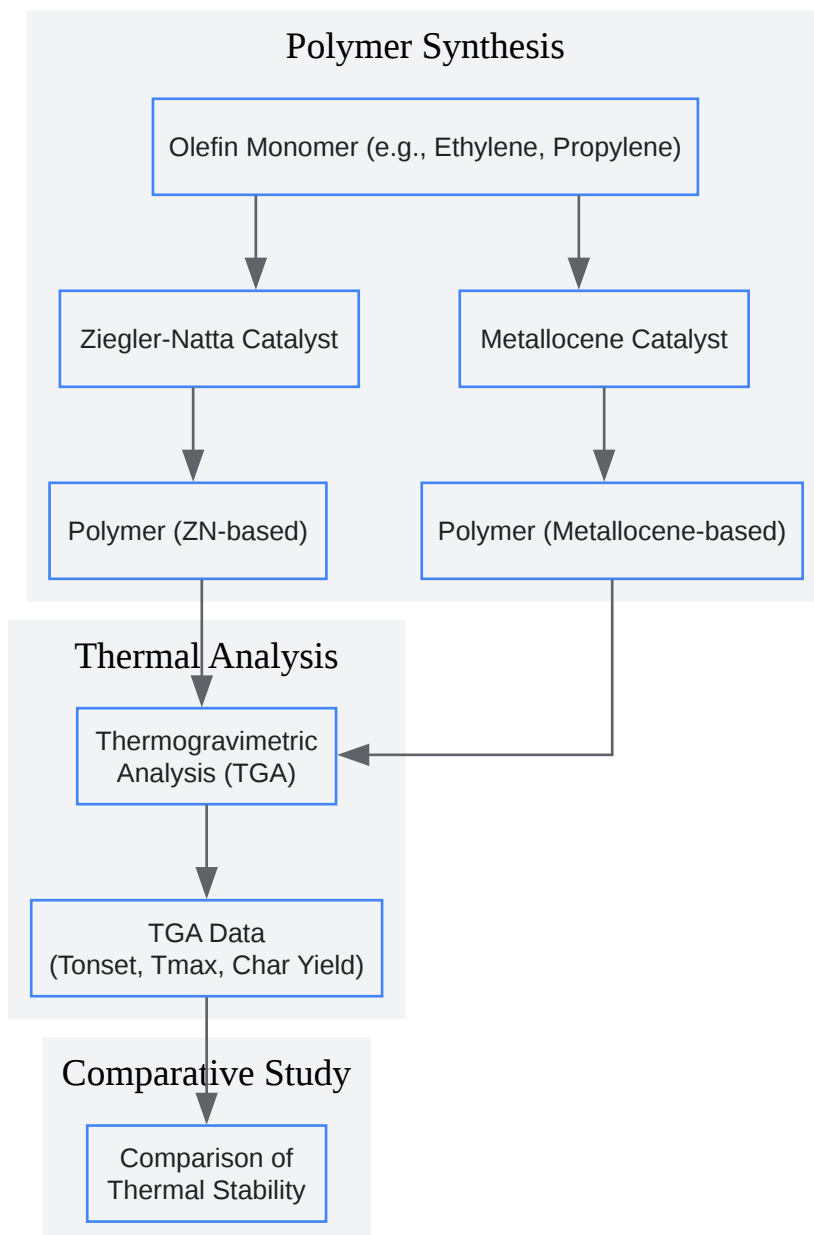 Polymer Synthesis
Olefin Monomer (e.g., Ethylene, Propylene)
Ziegler-Natta Catalyst
Metallocene Catalyst
Polymer (ZN-based)
Polymer (Metallocene-based)
Thermal Analysis
Thermogravimetric
Analysis (TGA)
TGA Data
(Tonset, Tmax, Char Yield)
Comparative Study
Comparison of
Thermal Stability